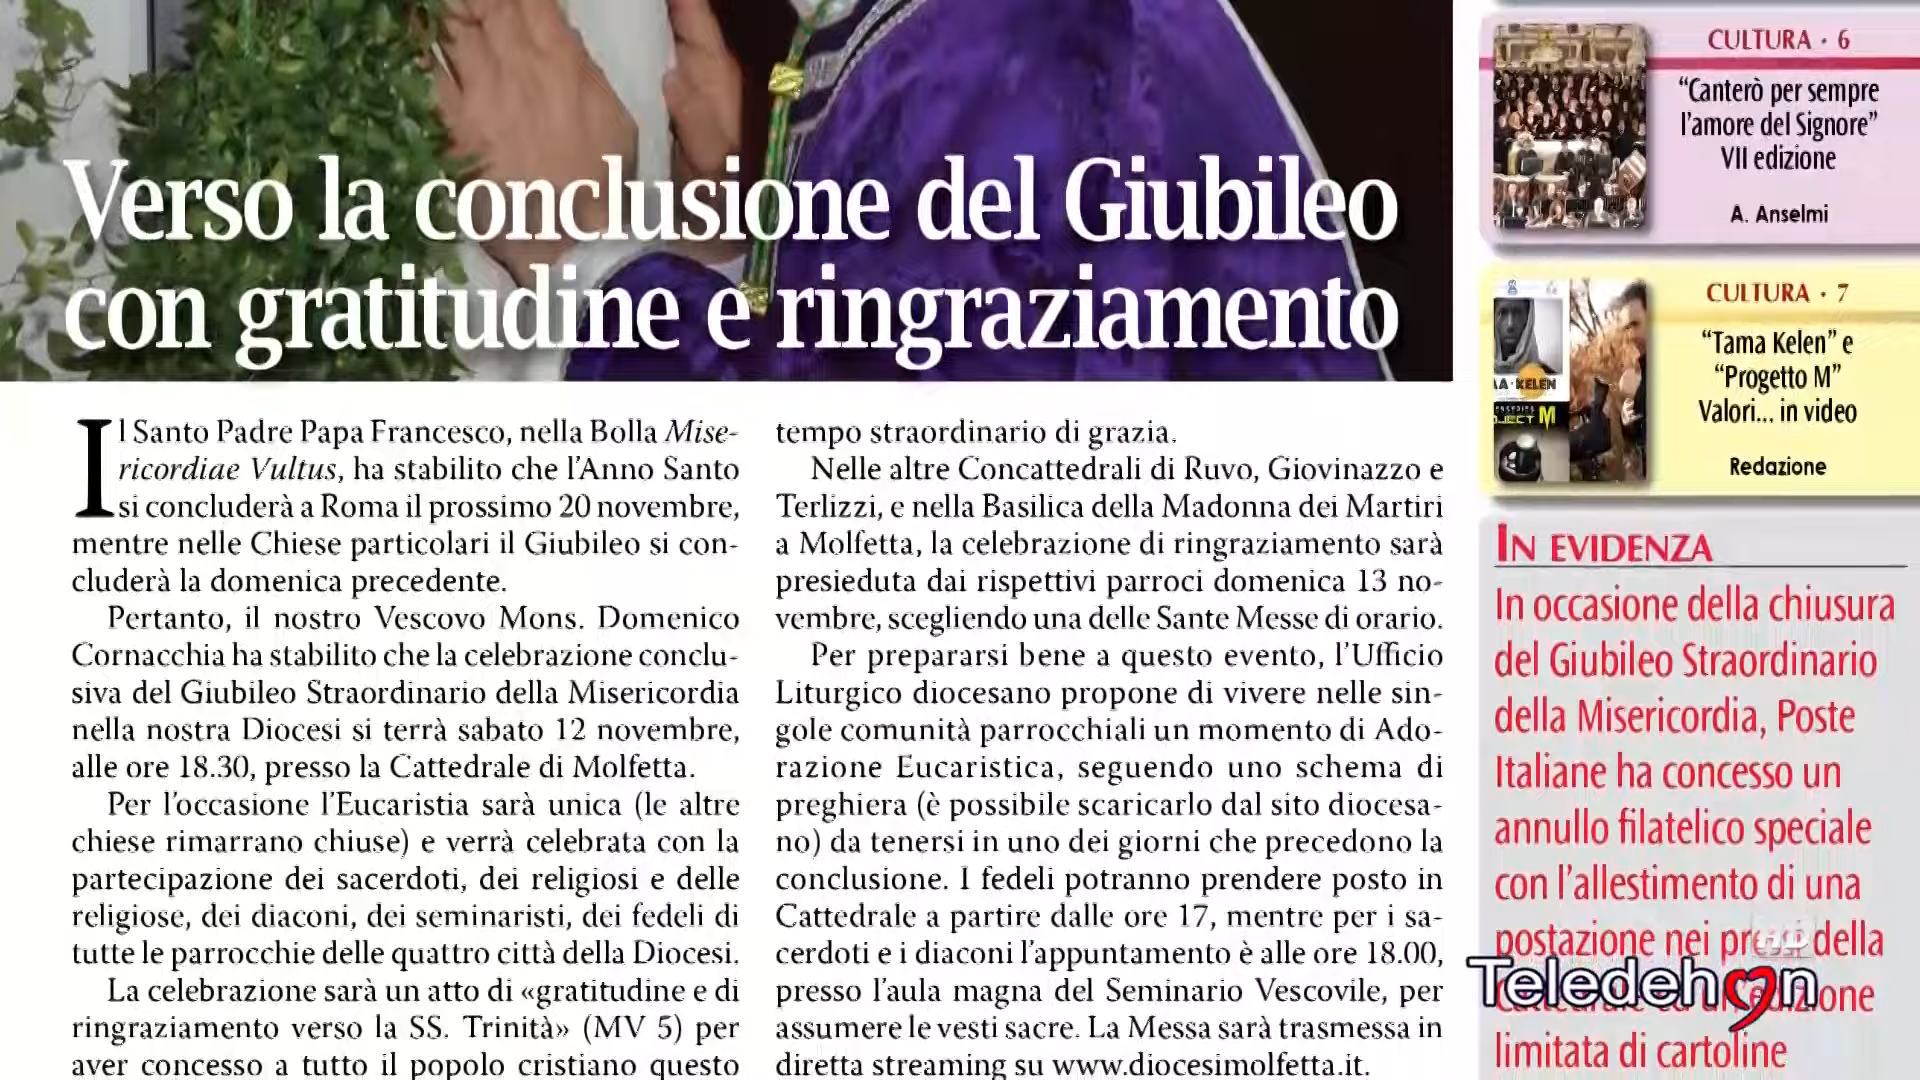 Verso la conclusione del Giubileo
con gratitudine e ringraziamento
Il Santo Padre Papa Francesco, nella Bolla Mise-
ricordiae Vultus, ha stabilito che l'Anno Santo
si concluderà a Roma il prossimo 20 novembre,
mentre nelle Chiese particolari il Giubileo si con-
cluderà la domenica precedente.
Pertanto, il nostro Vescovo Mons. Domenico
Cornacchia ha stabilito che la celebrazione conclu-
siva del Giubileo Straordinario della Misericordia
nella nostra Diocesi si terrà sabato 12 novembre,
alle ore 18.30, presso la Cattedrale di Molfetta.
Per l'occasione l'Eucaristia sarà unica (le altre
chiese rimarrano chiuse) e verrà celebrata con la
partecipazione dei sacerdoti, dei religiosi e delle
religiose, dei diaconi, dei seminaristi, dei fedeli di
tutte le parrocchie delle quattro città della Diocesi.
La celebrazione sarà un atto di «gratitudine e di
ringraziamento verso la SS. Trinità» (MV 5) per
aver concesso a tutto il popolo cristiano questo
tempo straordinario di grazia.
Nelle altre Concattedrali di Ruvo, Giovinazzo e
Terlizzi, e nella Basilica della Madonna dei Martiri
a Molfetta, la celebrazione di ringraziamento sarà
presieduta dai rispettivi parroci domenica 13 no-
vembre, scegliendo una delle Sante Messe di orario.
Per prepararsi bene a questo evento, l'Ufficio
Liturgico diocesano propone di vivere nelle sin-
gole comunità parrocchiali un momento di Ado-
razione Eucaristica, seguendo uno schema di
preghiera (è possibile scaricarlo dal sito diocesa-
no) da tenersi in uno dei giorni che precedono la
conclusione. I fedeli potranno prendere posto in
Cattedrale a partire dalle ore 17, mentre per i sa-
cerdoti e i diaconi l'appuntamento è alle ore 18.00,
presso l'aula magna del Seminario Vescovile, per
assumere le vesti sacre. La Messa sarà trasmessa in
diretta streaming su www.diocesimolfetta.it.
CULTURA • 6
“Canterò per sempre
l'amore del Signore”
VII edizione
A. Anselmi
CULTURA • 7
“Tama Kelen” e
“Progetto M”
Valori... in video
Redazione
KELEN
JECT M
IN EVIDENZA
In occasione della chiusura
del Giubileo Straordinario
della Misericordia, Poste
Italiane ha concesso un
annullo filatelico speciale
con l'allestimento di una
postazione nei della
limitata di cartoline
HD
Teledehon